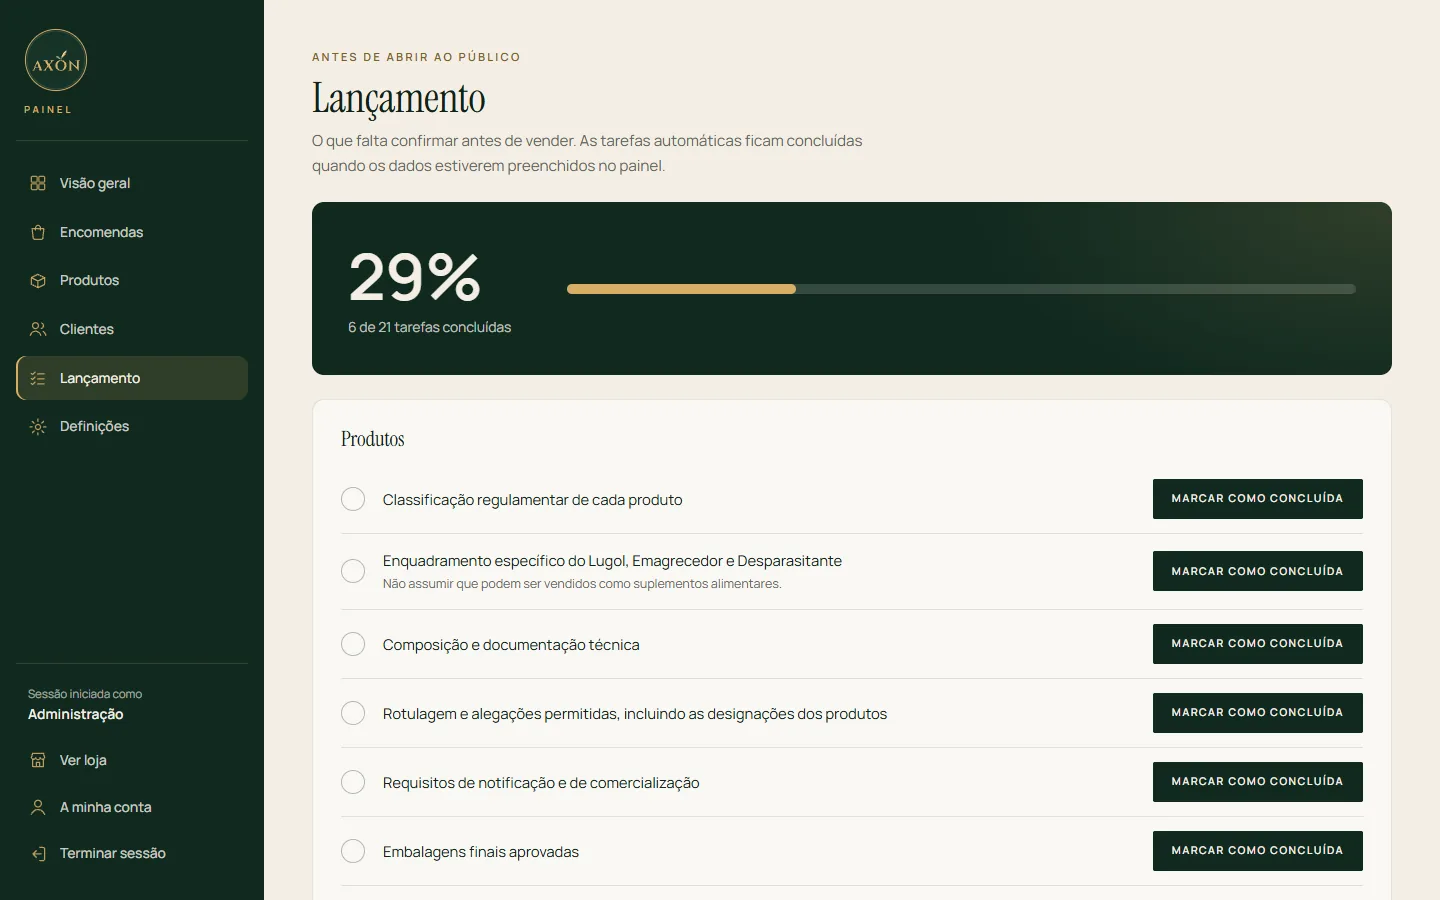 AXÓN
PAINEL
Visão geral
Encomendas
Produtos
Clientes
Lançamento
Definições
Sessão iniciada como
Administração
Ver loja
A minha conta
Terminar sessão
ANTES DE ABRIR AO PÚBLICO
Lançamento
O que falta confirmar antes de vender. As tarefas automáticas ficam concluídas
quando os dados estiverem preenchidos no painel.
29%
6 de 21 tarefas concluídas
Produtos
Classificação regulamentar de cada produto
MARCAR COMO CONCLUÍDA
Enquadramento específico do Lugol, Emagrecedor e Desparasitante
Não assumir que podem ser vendidos como suplementos alimentares.
MARCAR COMO CONCLUÍDA
Composição e documentação técnica
MARCAR COMO CONCLUÍDA
Rotulagem e alegações permitidas, incluindo as designações dos produtos
MARCAR COMO CONCLUÍDA
Requisitos de notificação e de comercialização
MARCAR COMO CONCLUÍDA
Embalagens finais aprovadas
MARCAR COMO CONCLUÍDA